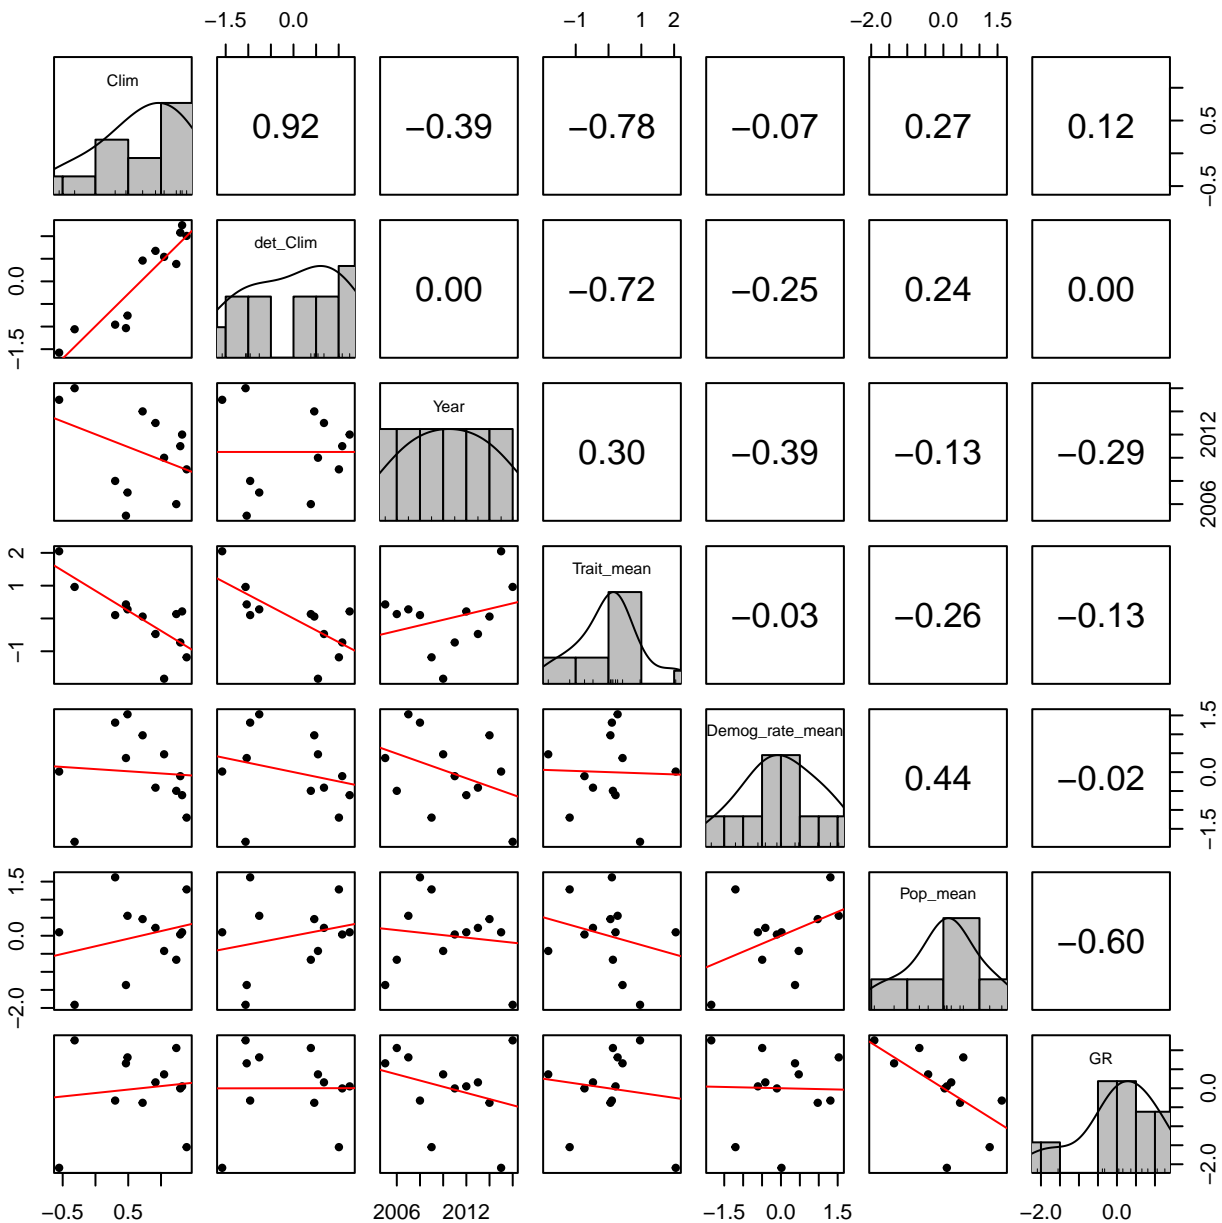 −1.5 0.0 −1 1 2 −2.0 0.0 1.5
Clim 0.92 −0.39 −0.78 −0.07 0.27 0.12 −0.5 0.5
−1.5 0.0 det_Clim 0.00 −0.72 −0.25 0.24 0.00
Year 0.30 −0.39 −0.13 −0.29 2006 2012
−1 1 2 Trait_mean −0.03 −0.26 −0.13
Demog_rate_mean 0.44 −0.02 −1.5 0.0 1.5
−2.0 0.0 1.5 Pop_mean −0.60
GR −2.0 0.0
−0.5 0.5 2006 2012 −1.5 0.0 1.5 −2.0 0.0